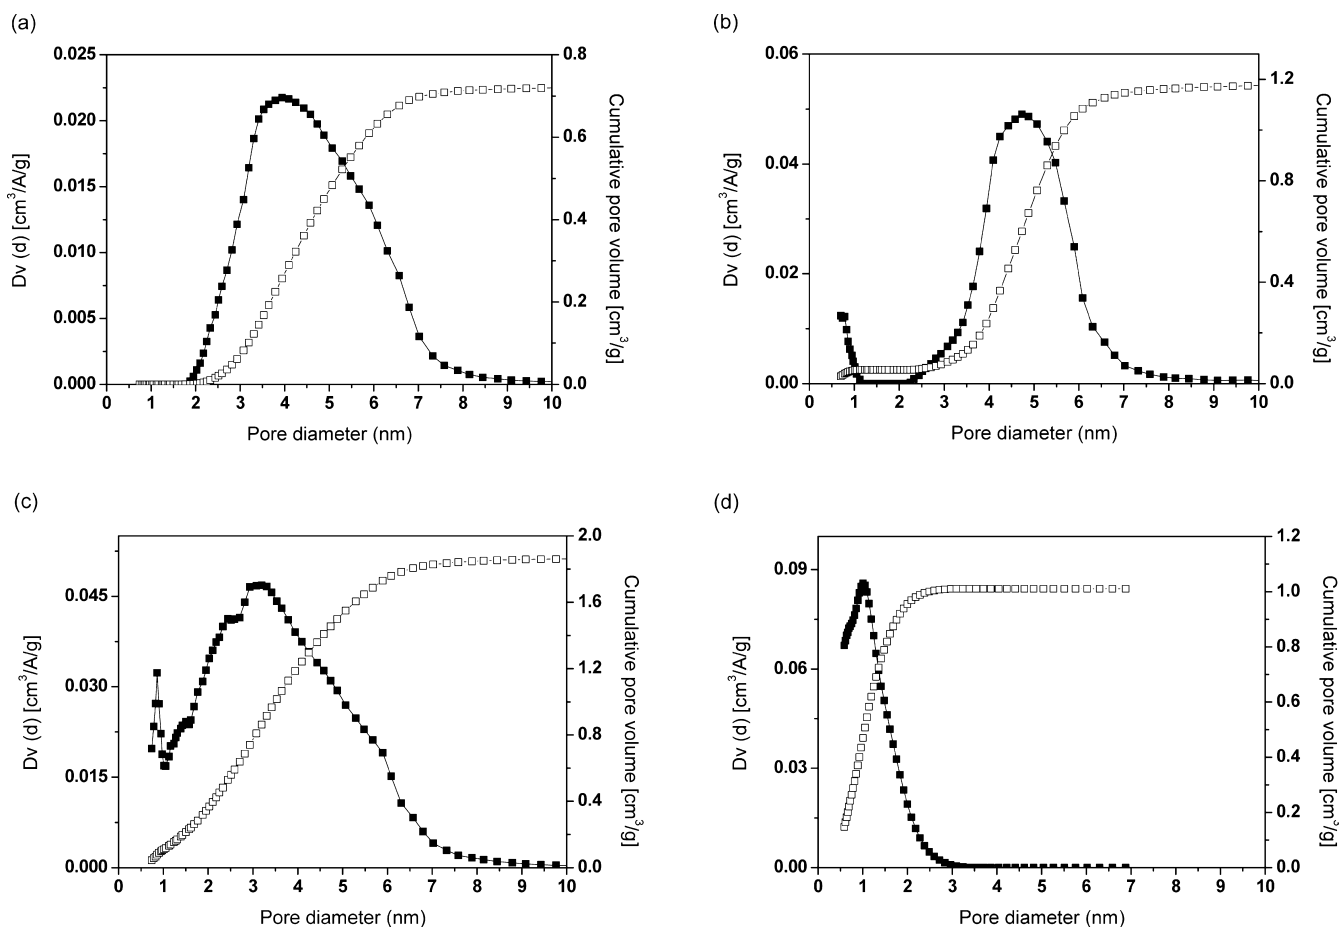 (a)
0.025
0.020
0.015
0.010
0.005
0.000
Dv (d) [cm³/A/g]
0.8
0.6
0.4
0.2
0.0
Cumulative pore volume [cm³/g]
0 1 2 3 4 5 6 7 8 9 10
Pore diameter (nm)
(b)
0.06
0.04
0.02
0.00
Dv (d) [cm³/A/g]
1.2
0.8
0.4
0.0
Cumulative pore volume [cm³/g]
0 1 2 3 4 5 6 7 8 9 10
Pore diameter (nm)
(c)
0.045
0.030
0.015
0.000
Dv (d) [cm³/A/g]
2.0
1.6
1.2
0.8
0.4
0.0
Cumulative pore volume [cm³/g]
0 1 2 3 4 5 6 7 8 9 10
Pore diameter (nm)
(d)
0.09
0.06
0.03
0.00
Dv (d) [cm³/A/g]
1.2
1.0
0.8
0.6
0.4
0.2
0.0
Cumulative pore volume [cm³/g]
0 1 2 3 4 5 6 7 8 9 10
Pore diameter (nm)